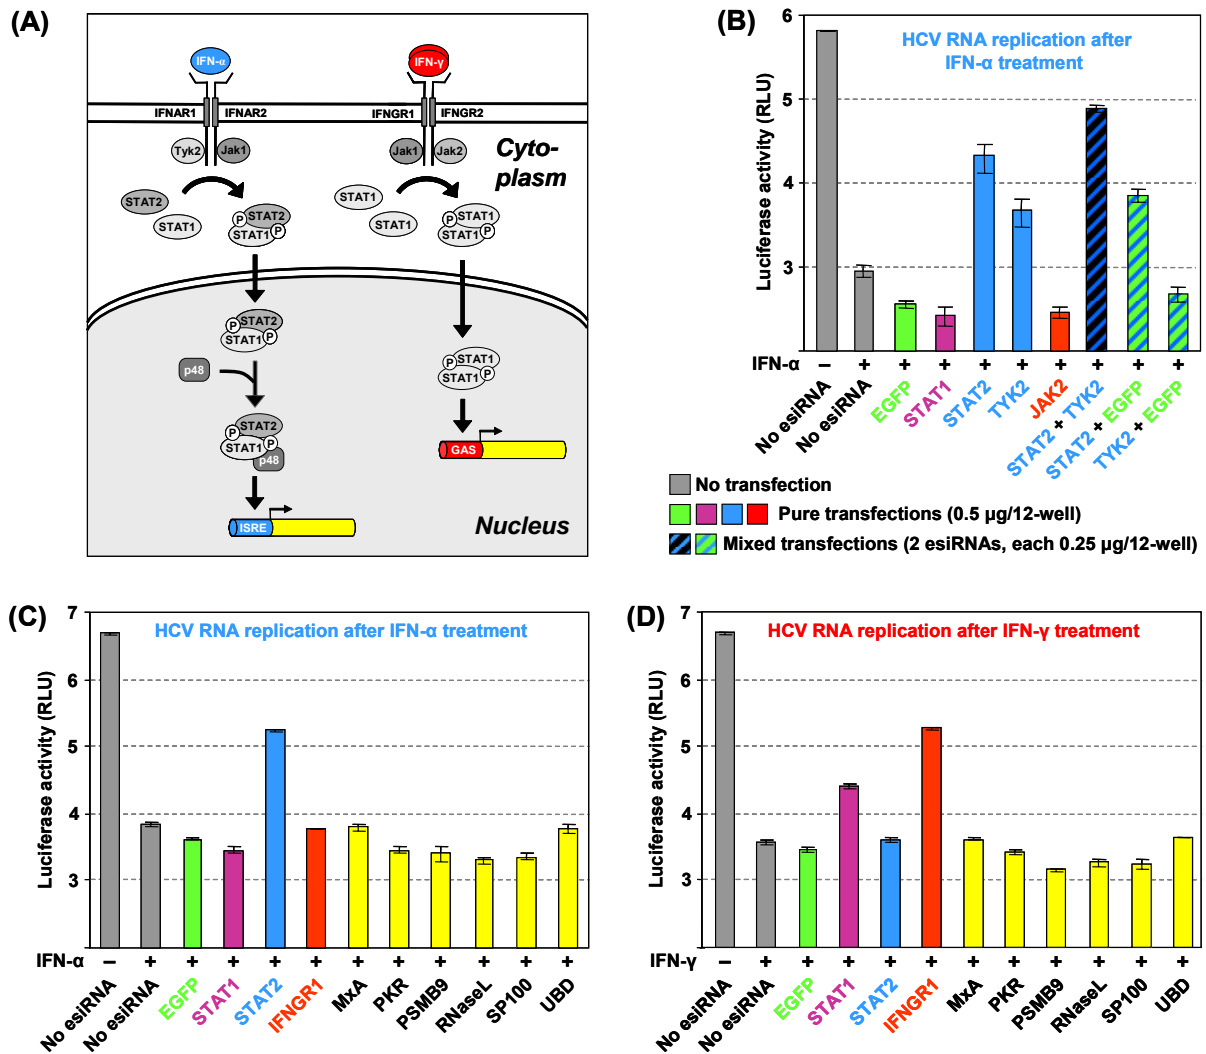 (A)
IFN-α
IFN-γ
IFNAR1
IFNAR2
IFNGR1
IFNGR2
Tyk2
Jak1
Jak1
Jak2
Cyto-
plasm
STAT2
STAT1
P
STAT2
STAT1
P
STAT1
STAT1
P
STAT1
STAT1
P
P
STAT2
STAT1
P
P
STAT1
STAT1
P
p48
P
STAT2
STAT1
P
p48
GAS
ISRE
Nucleus
(B)
HCV RNA replication after
IFN-α treatment
Luciferase activity (RLU)
6
5
4
3
IFN-α
–
+
+
+
+
+
+
+
+
+
No esiRNA
No esiRNA
EGFP
STAT1
STAT2
TYK2
JAK2
STAT2 + TYK2
STAT2 + EGFP
TYK2 + EGFP
No transfection
Pure transfections (0.5 µg/12-well)
Mixed transfections (2 esiRNAs, each 0.25 µg/12-well)
(C)
HCV RNA replication after IFN-α treatment
Luciferase activity (RLU)
7
6
5
4
3
IFN-α
–
+
+
+
+
+
+
+
+
+
+
+
No esiRNA
No esiRNA
EGFP
STAT1
STAT2
IFNGR1
MxA
PKR
PSMB9
RNaseL
SP100
UBD
(D)
HCV RNA replication after IFN-γ treatment
Luciferase activity (RLU)
7
6
5
4
3
IFN-γ
–
+
+
+
+
+
+
+
+
+
+
+
No esiRNA
No esiRNA
EGFP
STAT1
STAT2
IFNGR1
MxA
PKR
PSMB9
RNaseL
SP100
UBD